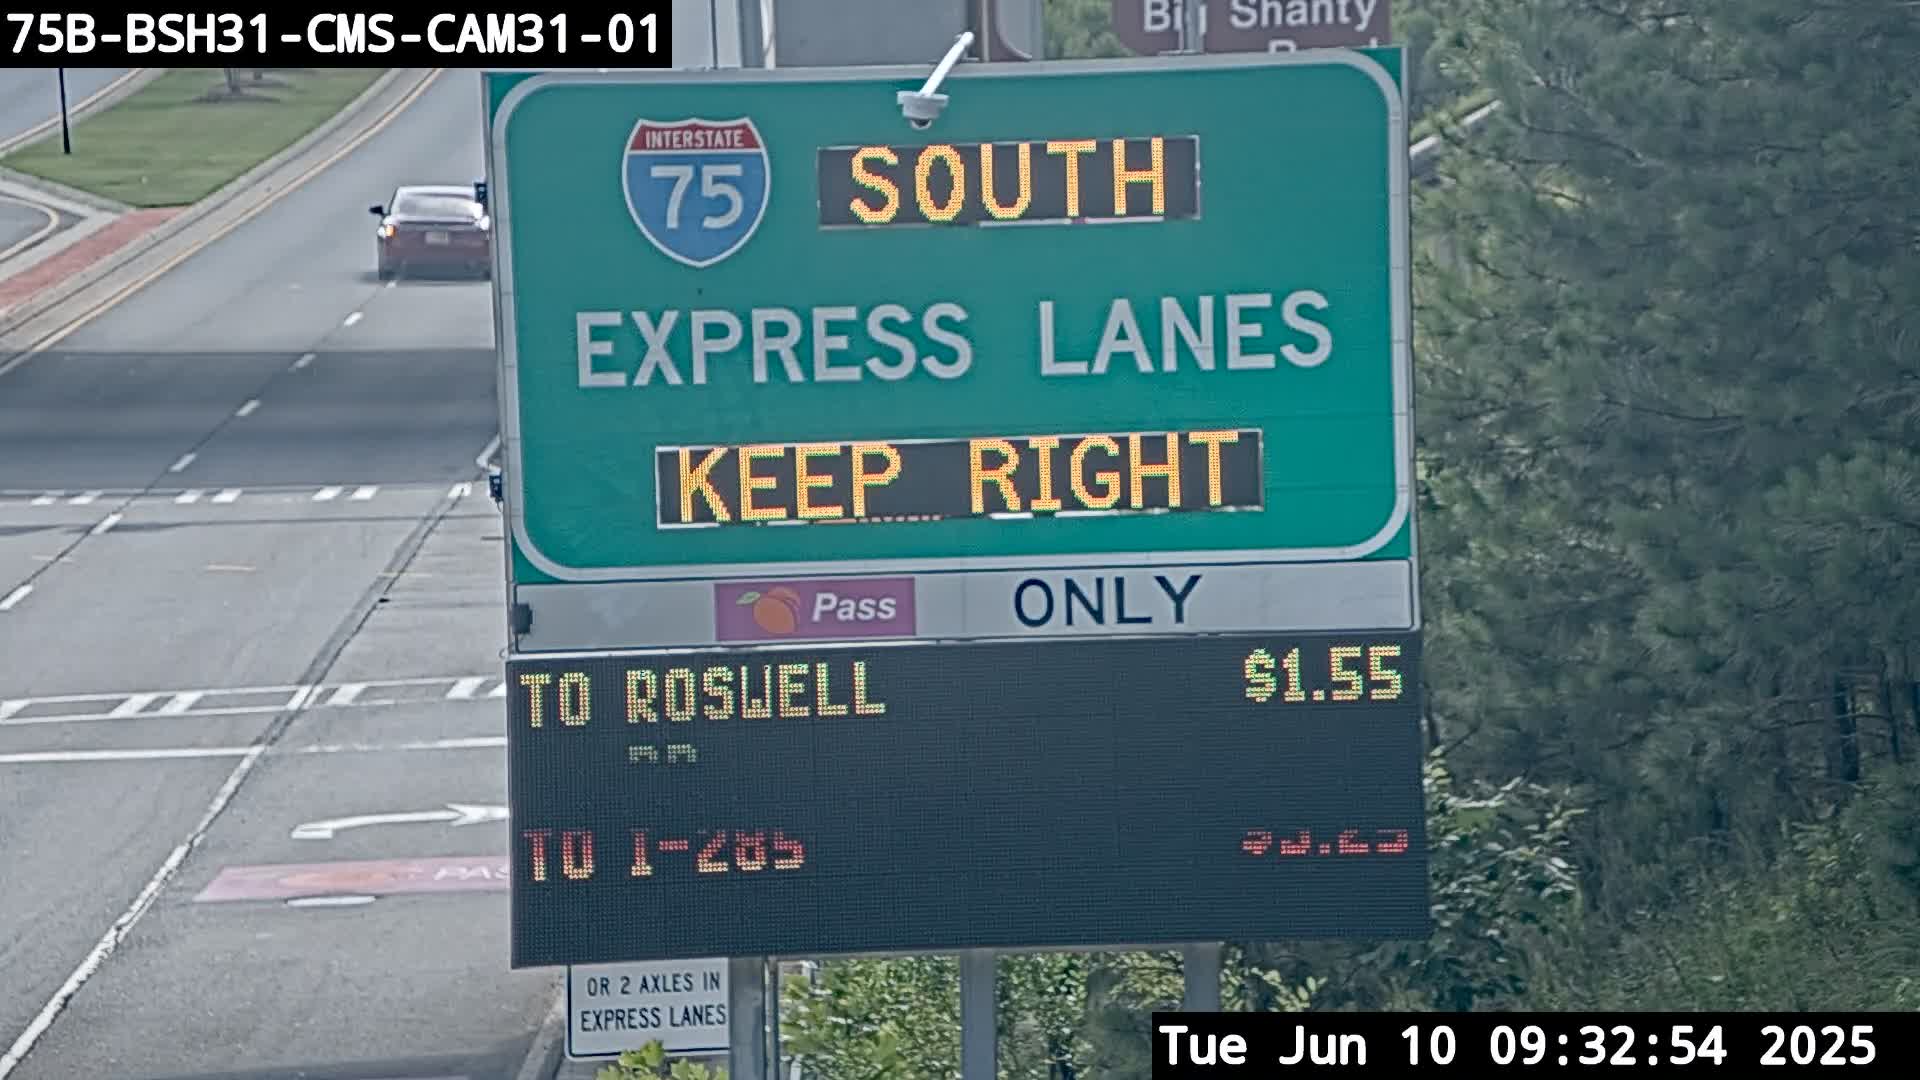 75B-BSH31-CMS-CAM31-01
Big Shanty
INTERSTATE
75
SOUTH
EXPRESS LANES
KEEP RIGHT
Pass ONLY
TO ROSWELL $1.55
TO I-285
PAS
OR 2 AXLES IN
EXPRESS LANES
Tue Jun 10 09:32:54 2025